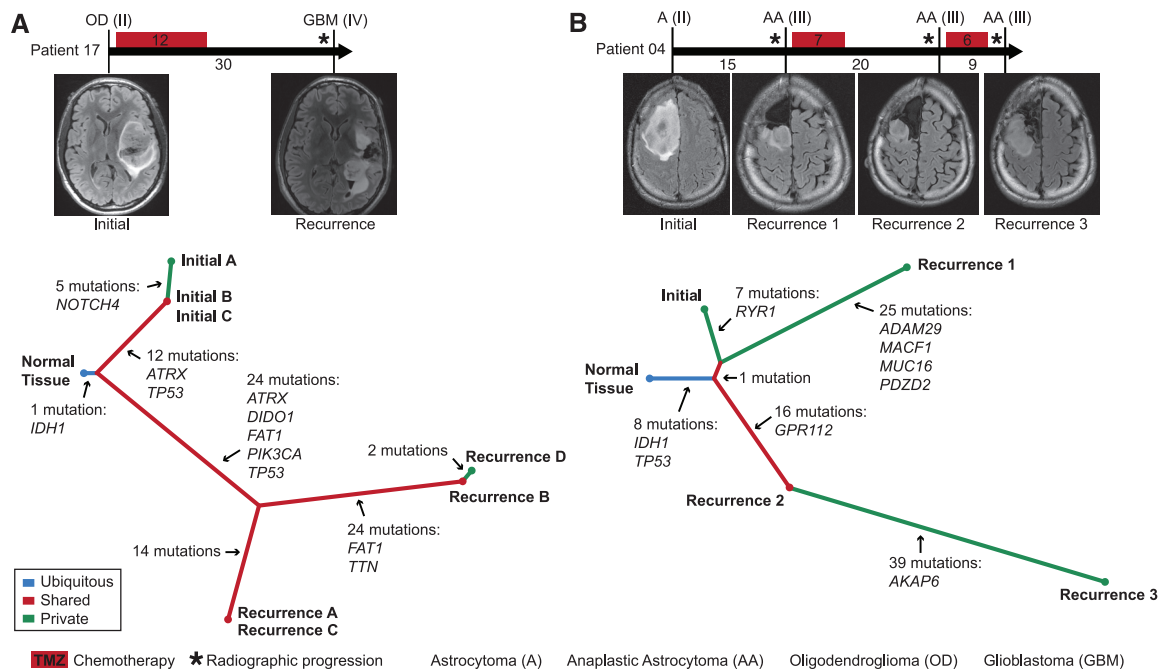 A
OD (II)
GBM (IV)
Patient 17
12
*
30
Initial
Recurrence
5 mutations:
NOTCH4
Initial A
Initial B
Initial C
Normal
Tissue
12 mutations:
ATRX
TP53
1 mutation:
IDH1
24 mutations:
ATRX
DIDO1
FAT1
PIK3CA
TP53
2 mutations
Recurrence D
Recurrence B
14 mutations
24 mutations:
FAT1
TTN
Recurrence A
Recurrence C
Ubiquitous
Shared
Private
B
A (II)
AA (III)
AA (III)
AA (III)
Patient 04
*
7
*
6
*
15
20
9
Initial
Recurrence 1
Recurrence 2
Recurrence 3
Recurrence 1
Initial
7 mutations:
RYR1
25 mutations:
ADAM29
MACF1
MUC16
PDZD2
Normal
Tissue
1 mutation
8 mutations:
IDH1
TP53
16 mutations:
GPR112
Recurrence 2
39 mutations:
AKAP6
Recurrence 3
TMZ Chemotherapy
* Radiographic progression
Astrocytoma (A)
Anaplastic Astrocytoma (AA)
Oligodendroglioma (OD)
Glioblastoma (GBM)